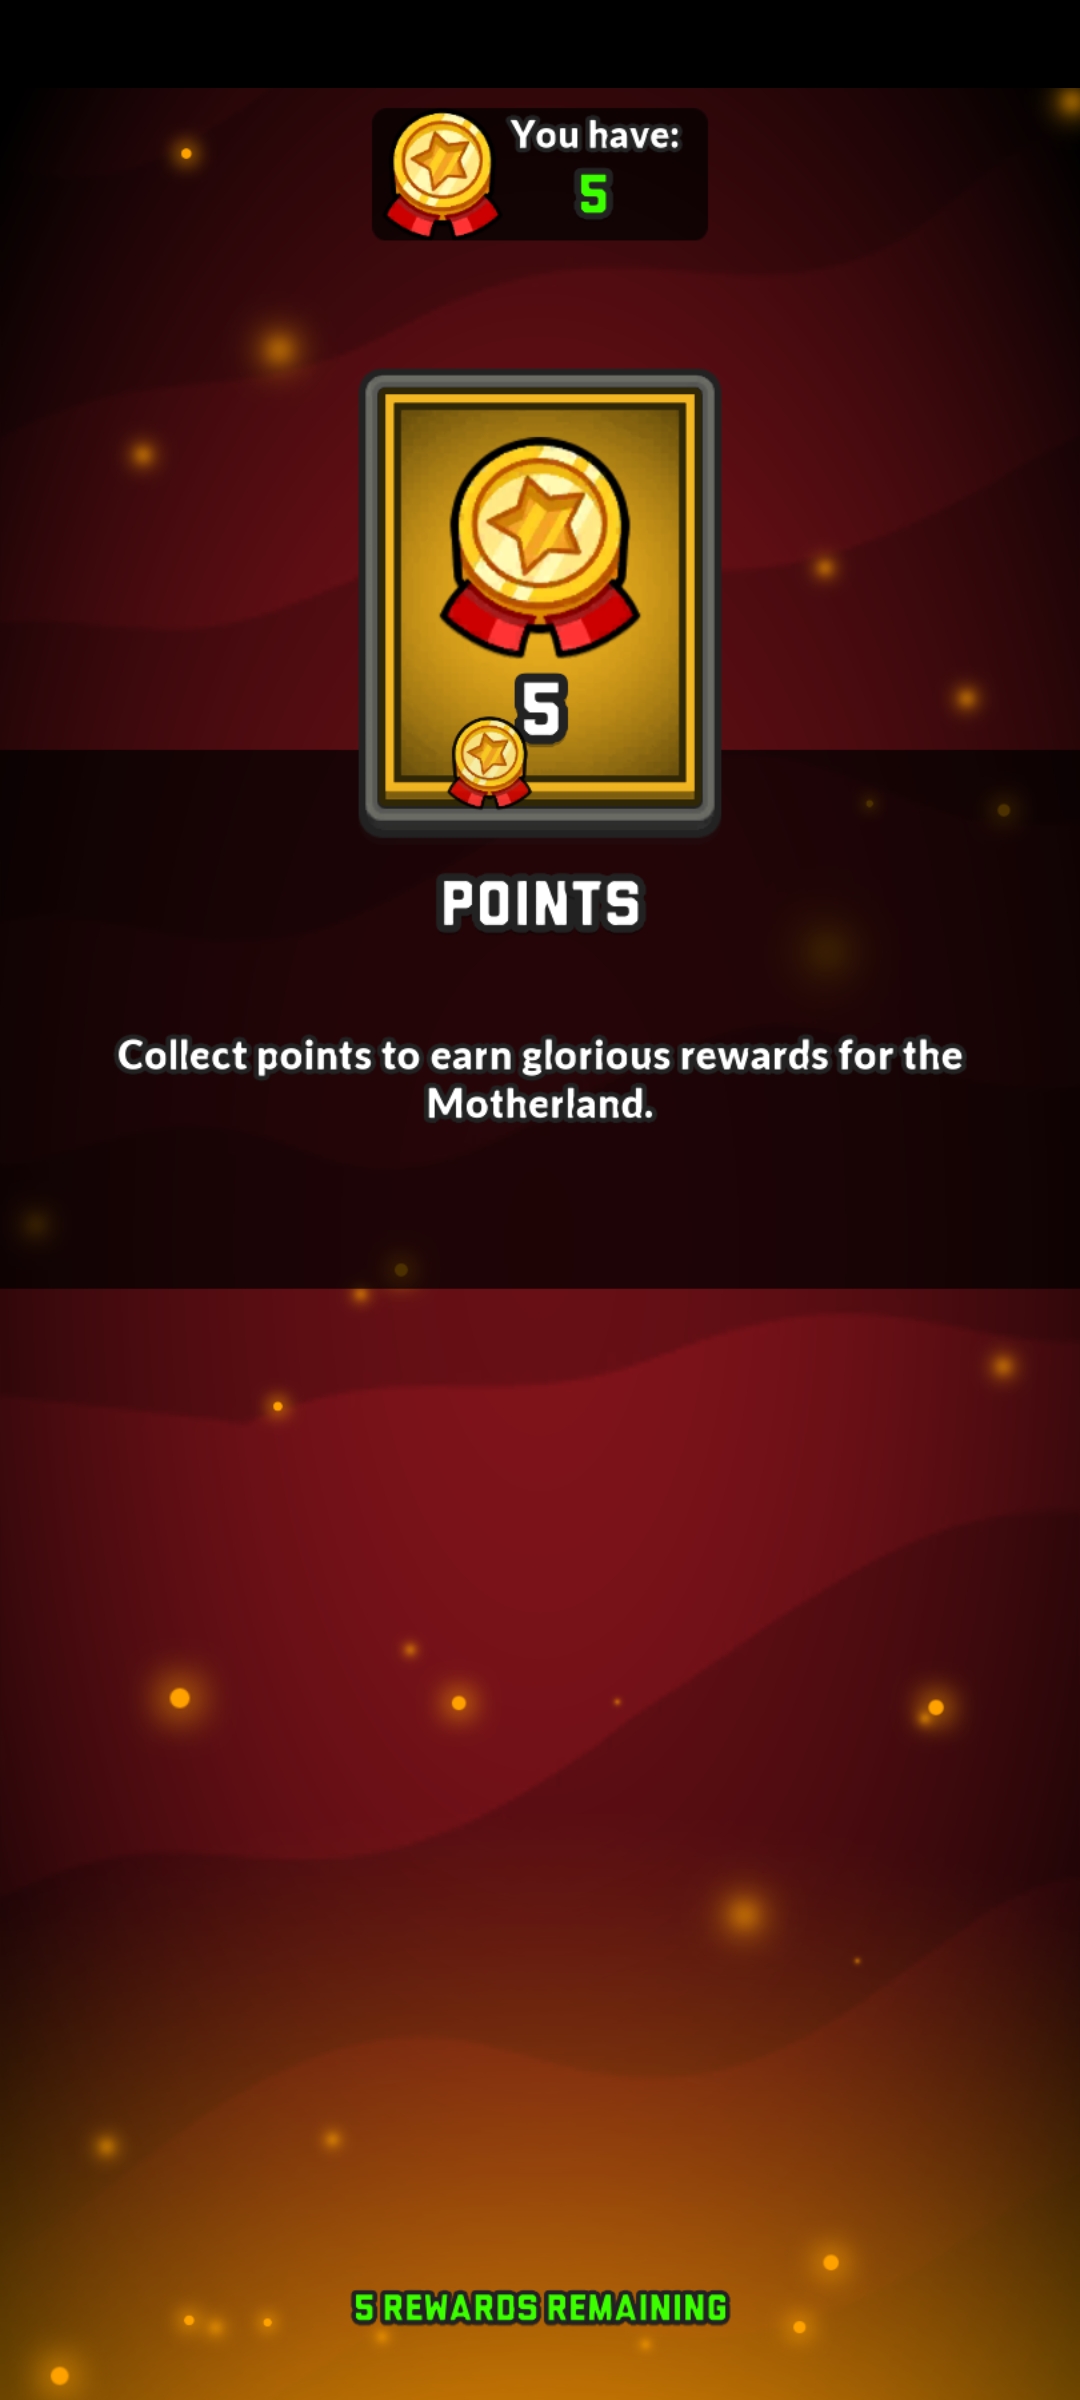 You have:
5
5
POINTS
Collect points to earn glorious rewards for the
Motherland.
5 REWARDS REMAINING